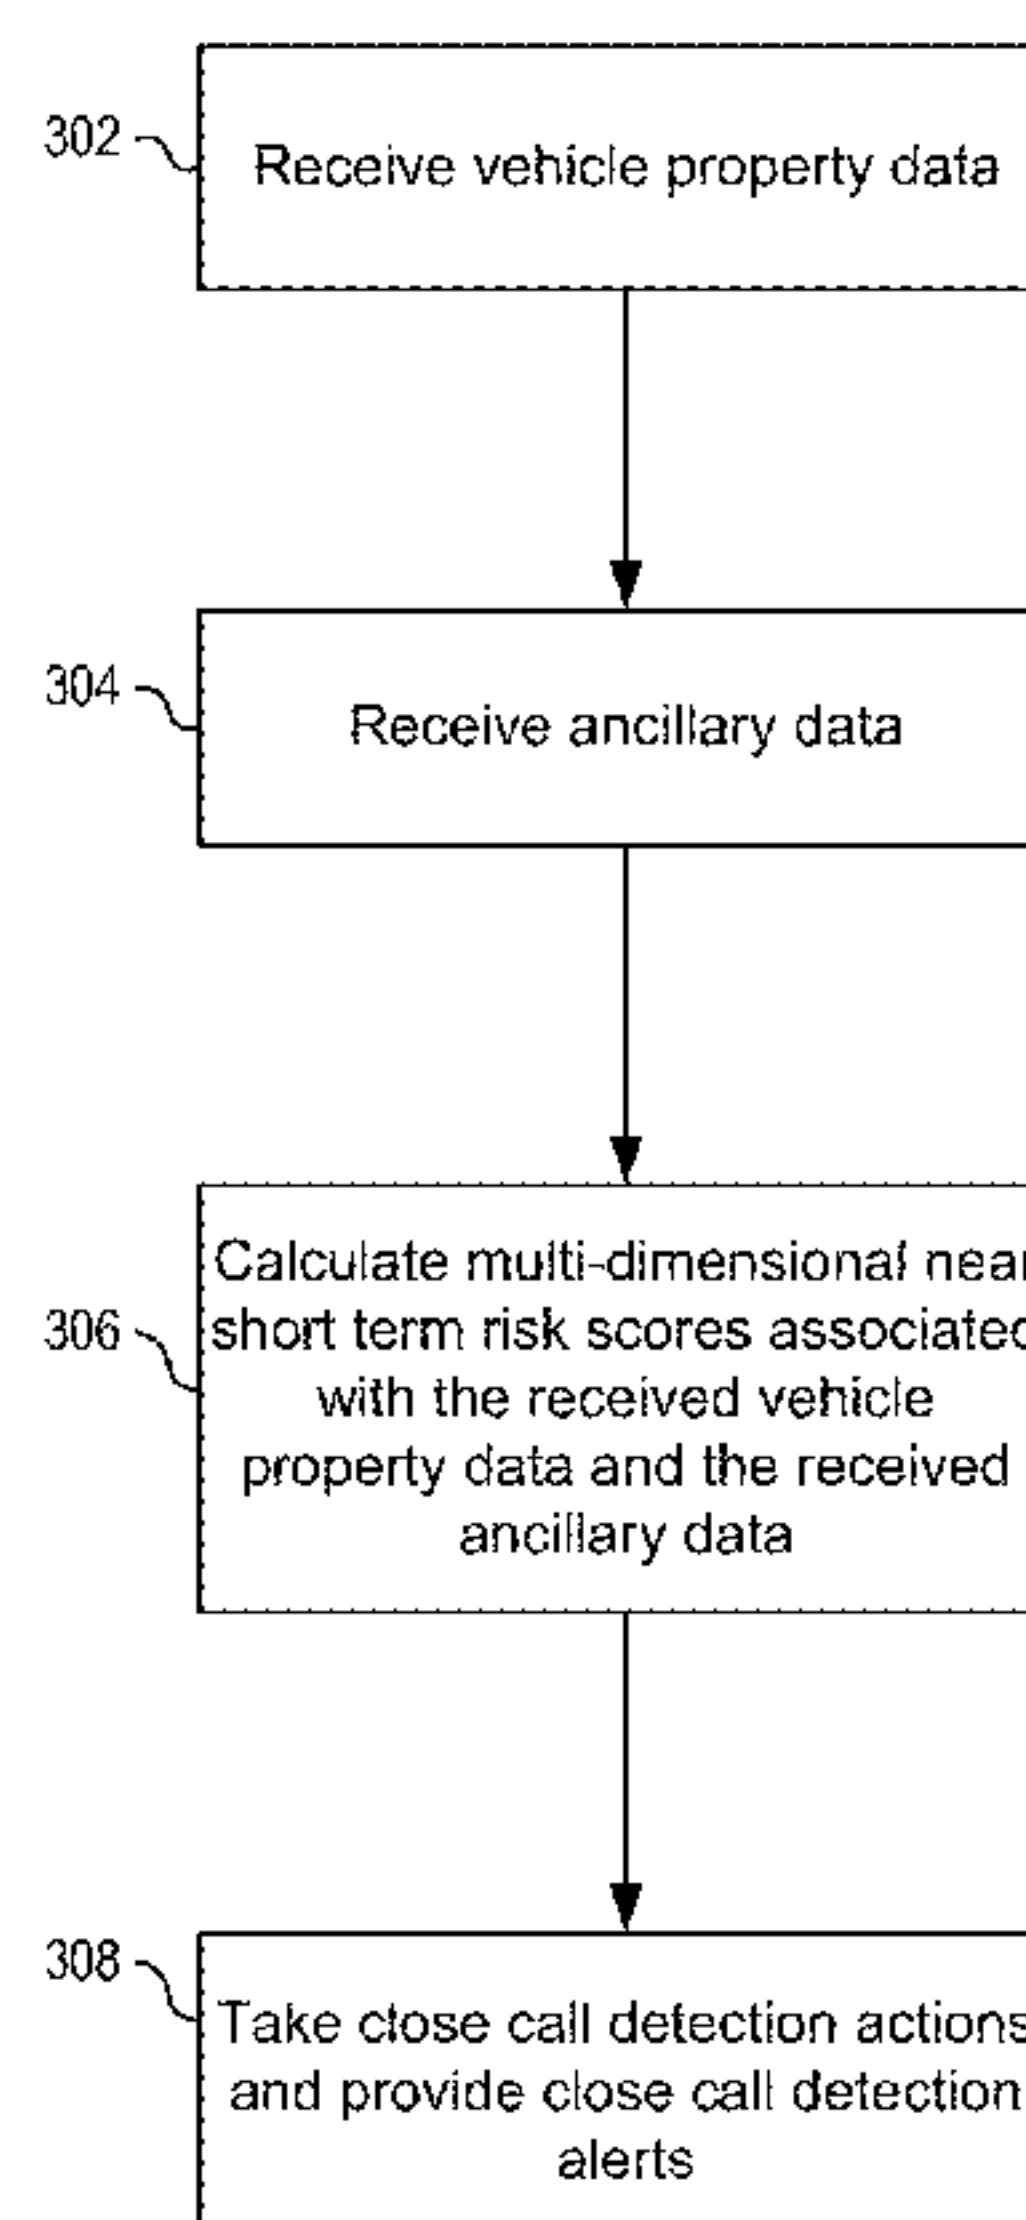 302
Receive vehicle property data
304
Receive ancillary data
306
Calculate multi-dimensional near
short term risk scores associated
with the received vehicle
property data and the received
ancillary data
308
Take close call detection actions
and provide close call detection
alerts